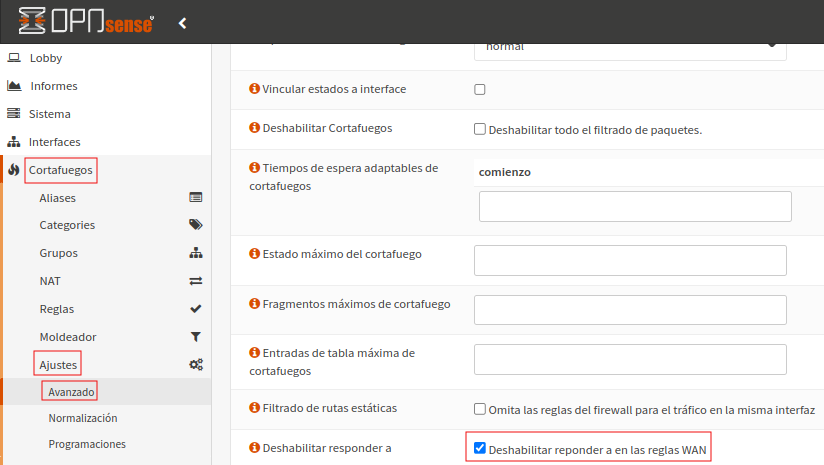 OPNsense
normal
Lobby
Informes
Sistema
Interfaces
Cortafuegos
Aliases
Categories
Grupos
NAT
Reglas
Moldeador
Ajustes
Avanzado
Normalización
Programaciones
Vincular estados a interface
Deshabilitar Cortafuegos
Deshabilitar todo el filtrado de paquetes.
Tiempos de espera adaptables de
cortafuegos
comienzo
Estado máximo del cortafuego
Fragmentos máximos de cortafuego
Entradas de tabla máxima de
cortafuegos
Filtrado de rutas estáticas
Omita las reglas del firewall para el tráfico en la misma interfaz
Deshabilitar responder a
Deshabilitar reponder a en las reglas WAN